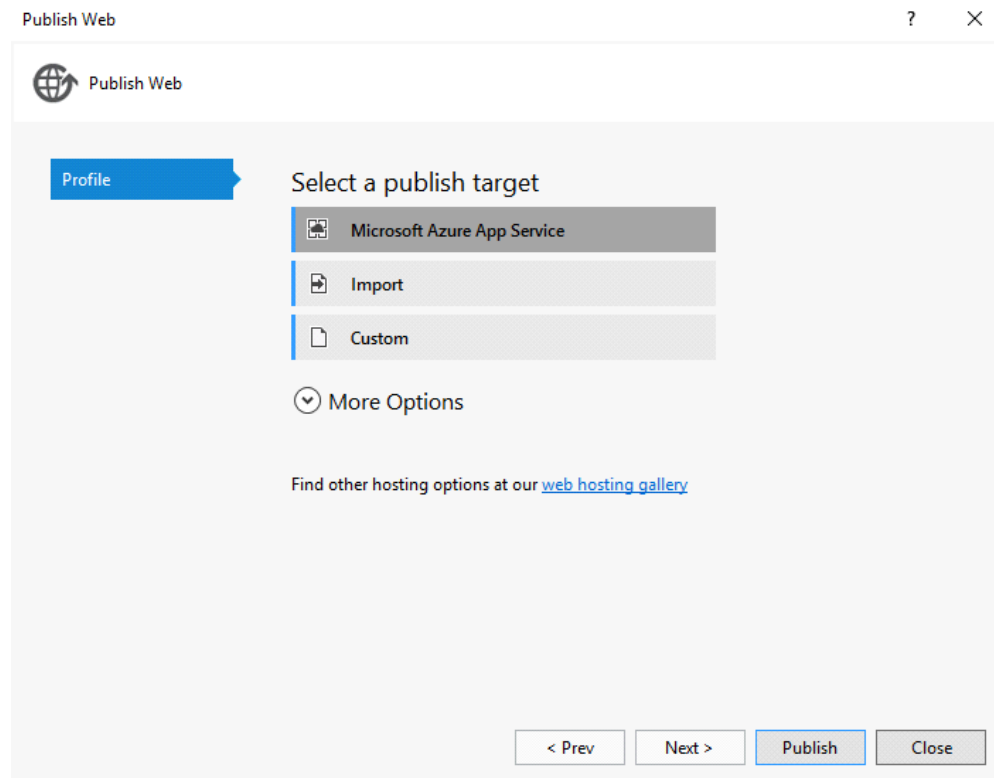 Publish Web
?
Publish Web
Profile
Select a publish target
Microsoft Azure App Service
Import
Custom
More Options
Find other hosting options at our web hosting gallery
< Prev Next > Publish Close